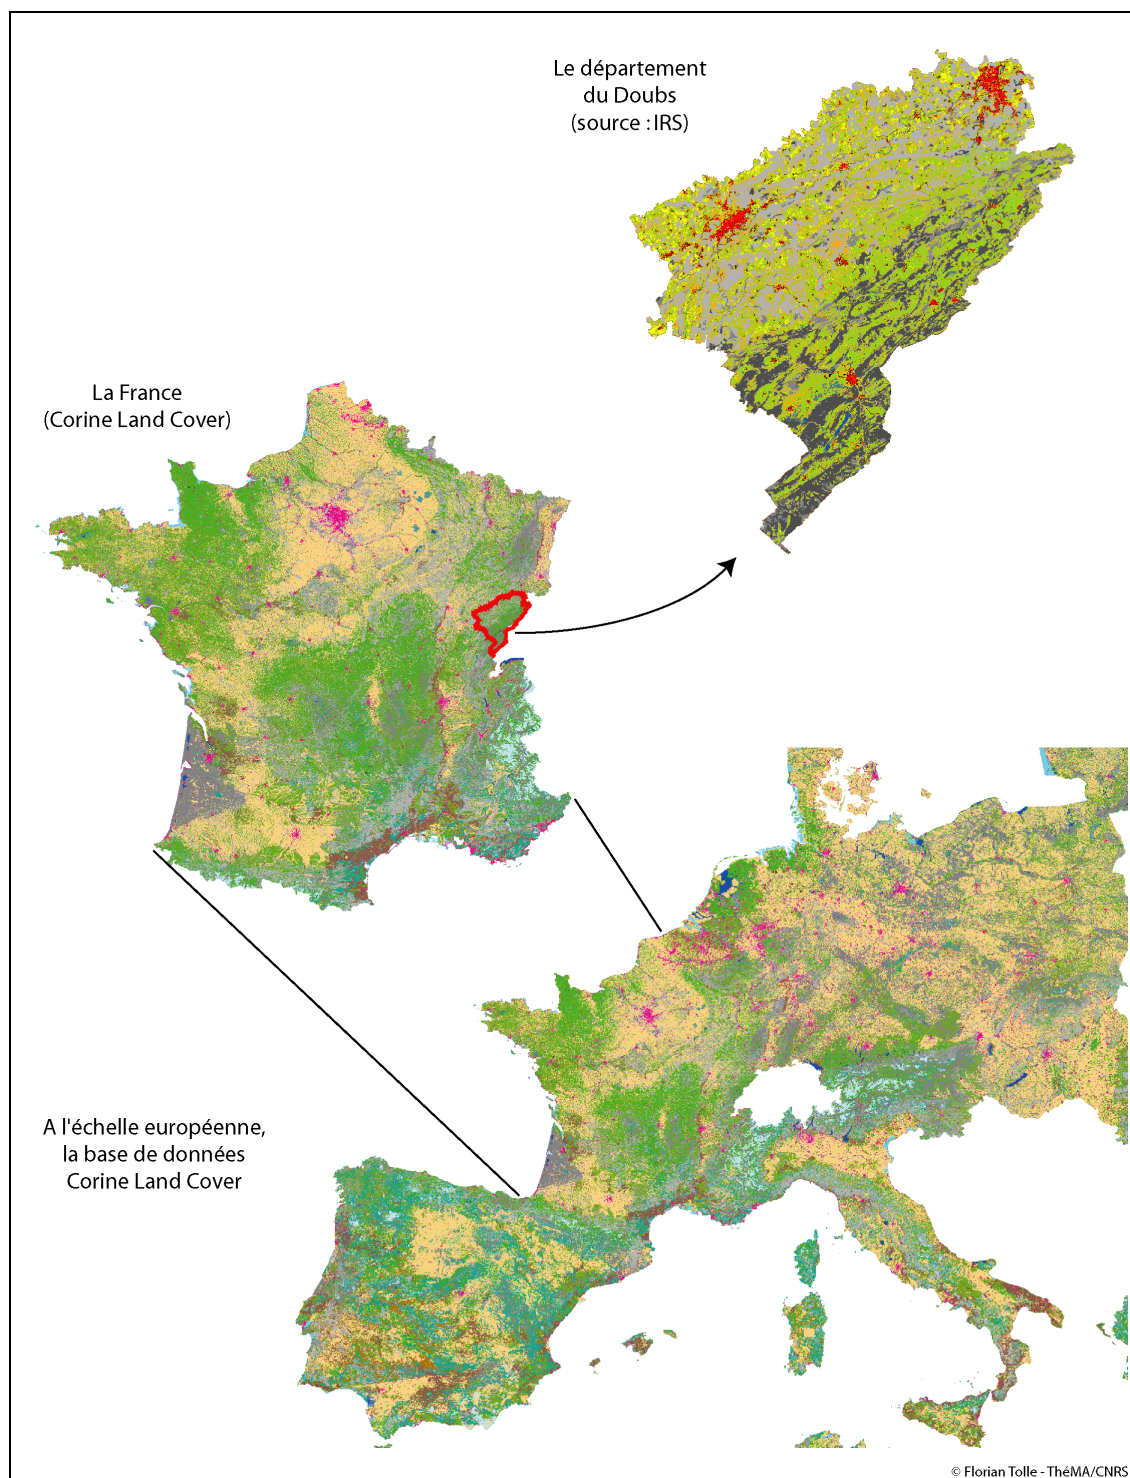 Le département
du Doubs
(source : IRS)
La France
(Corine Land Cover)
A l'échelle européenne,
la base de données
Corine Land Cover
© Florian Tolle - ThéMA/CNRS